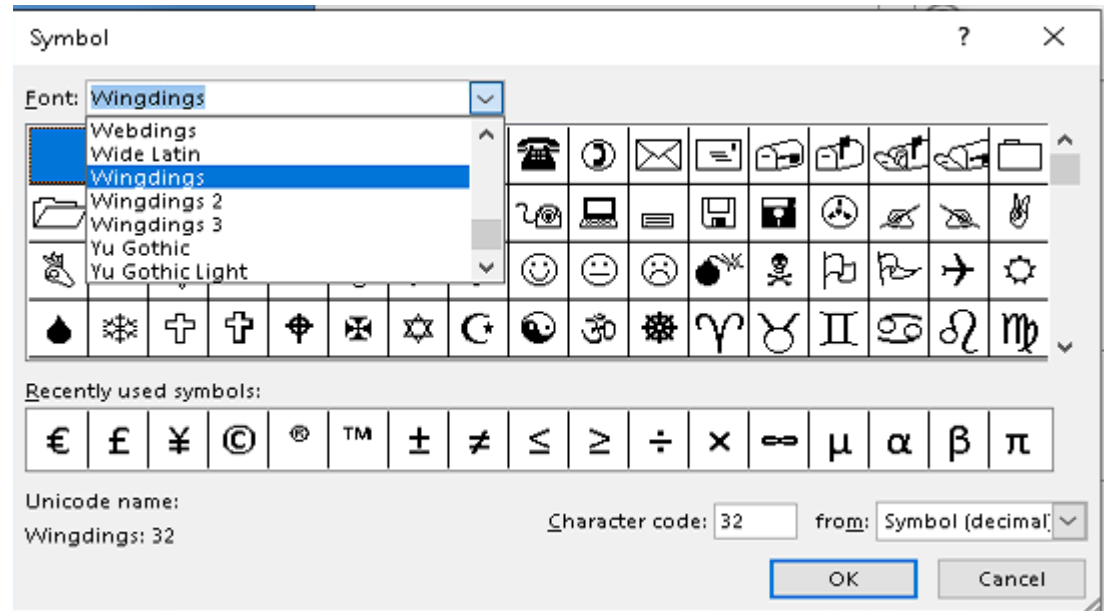 Symbol ? ×
Font: Wingdings
Webdings
Wide Latin
Wingdings
Wingdings 2
Wingdings 3
Yu Gothic
Yu Gothic Light
Recently used symbols:
€ £ ¥ © ® ™ ± ≠ ≤ ≥ ÷ × ∞ µ α β π
Unicode name:
Wingdings: 32
Character code: 32 from: Symbol (decimal)
OK Cancel